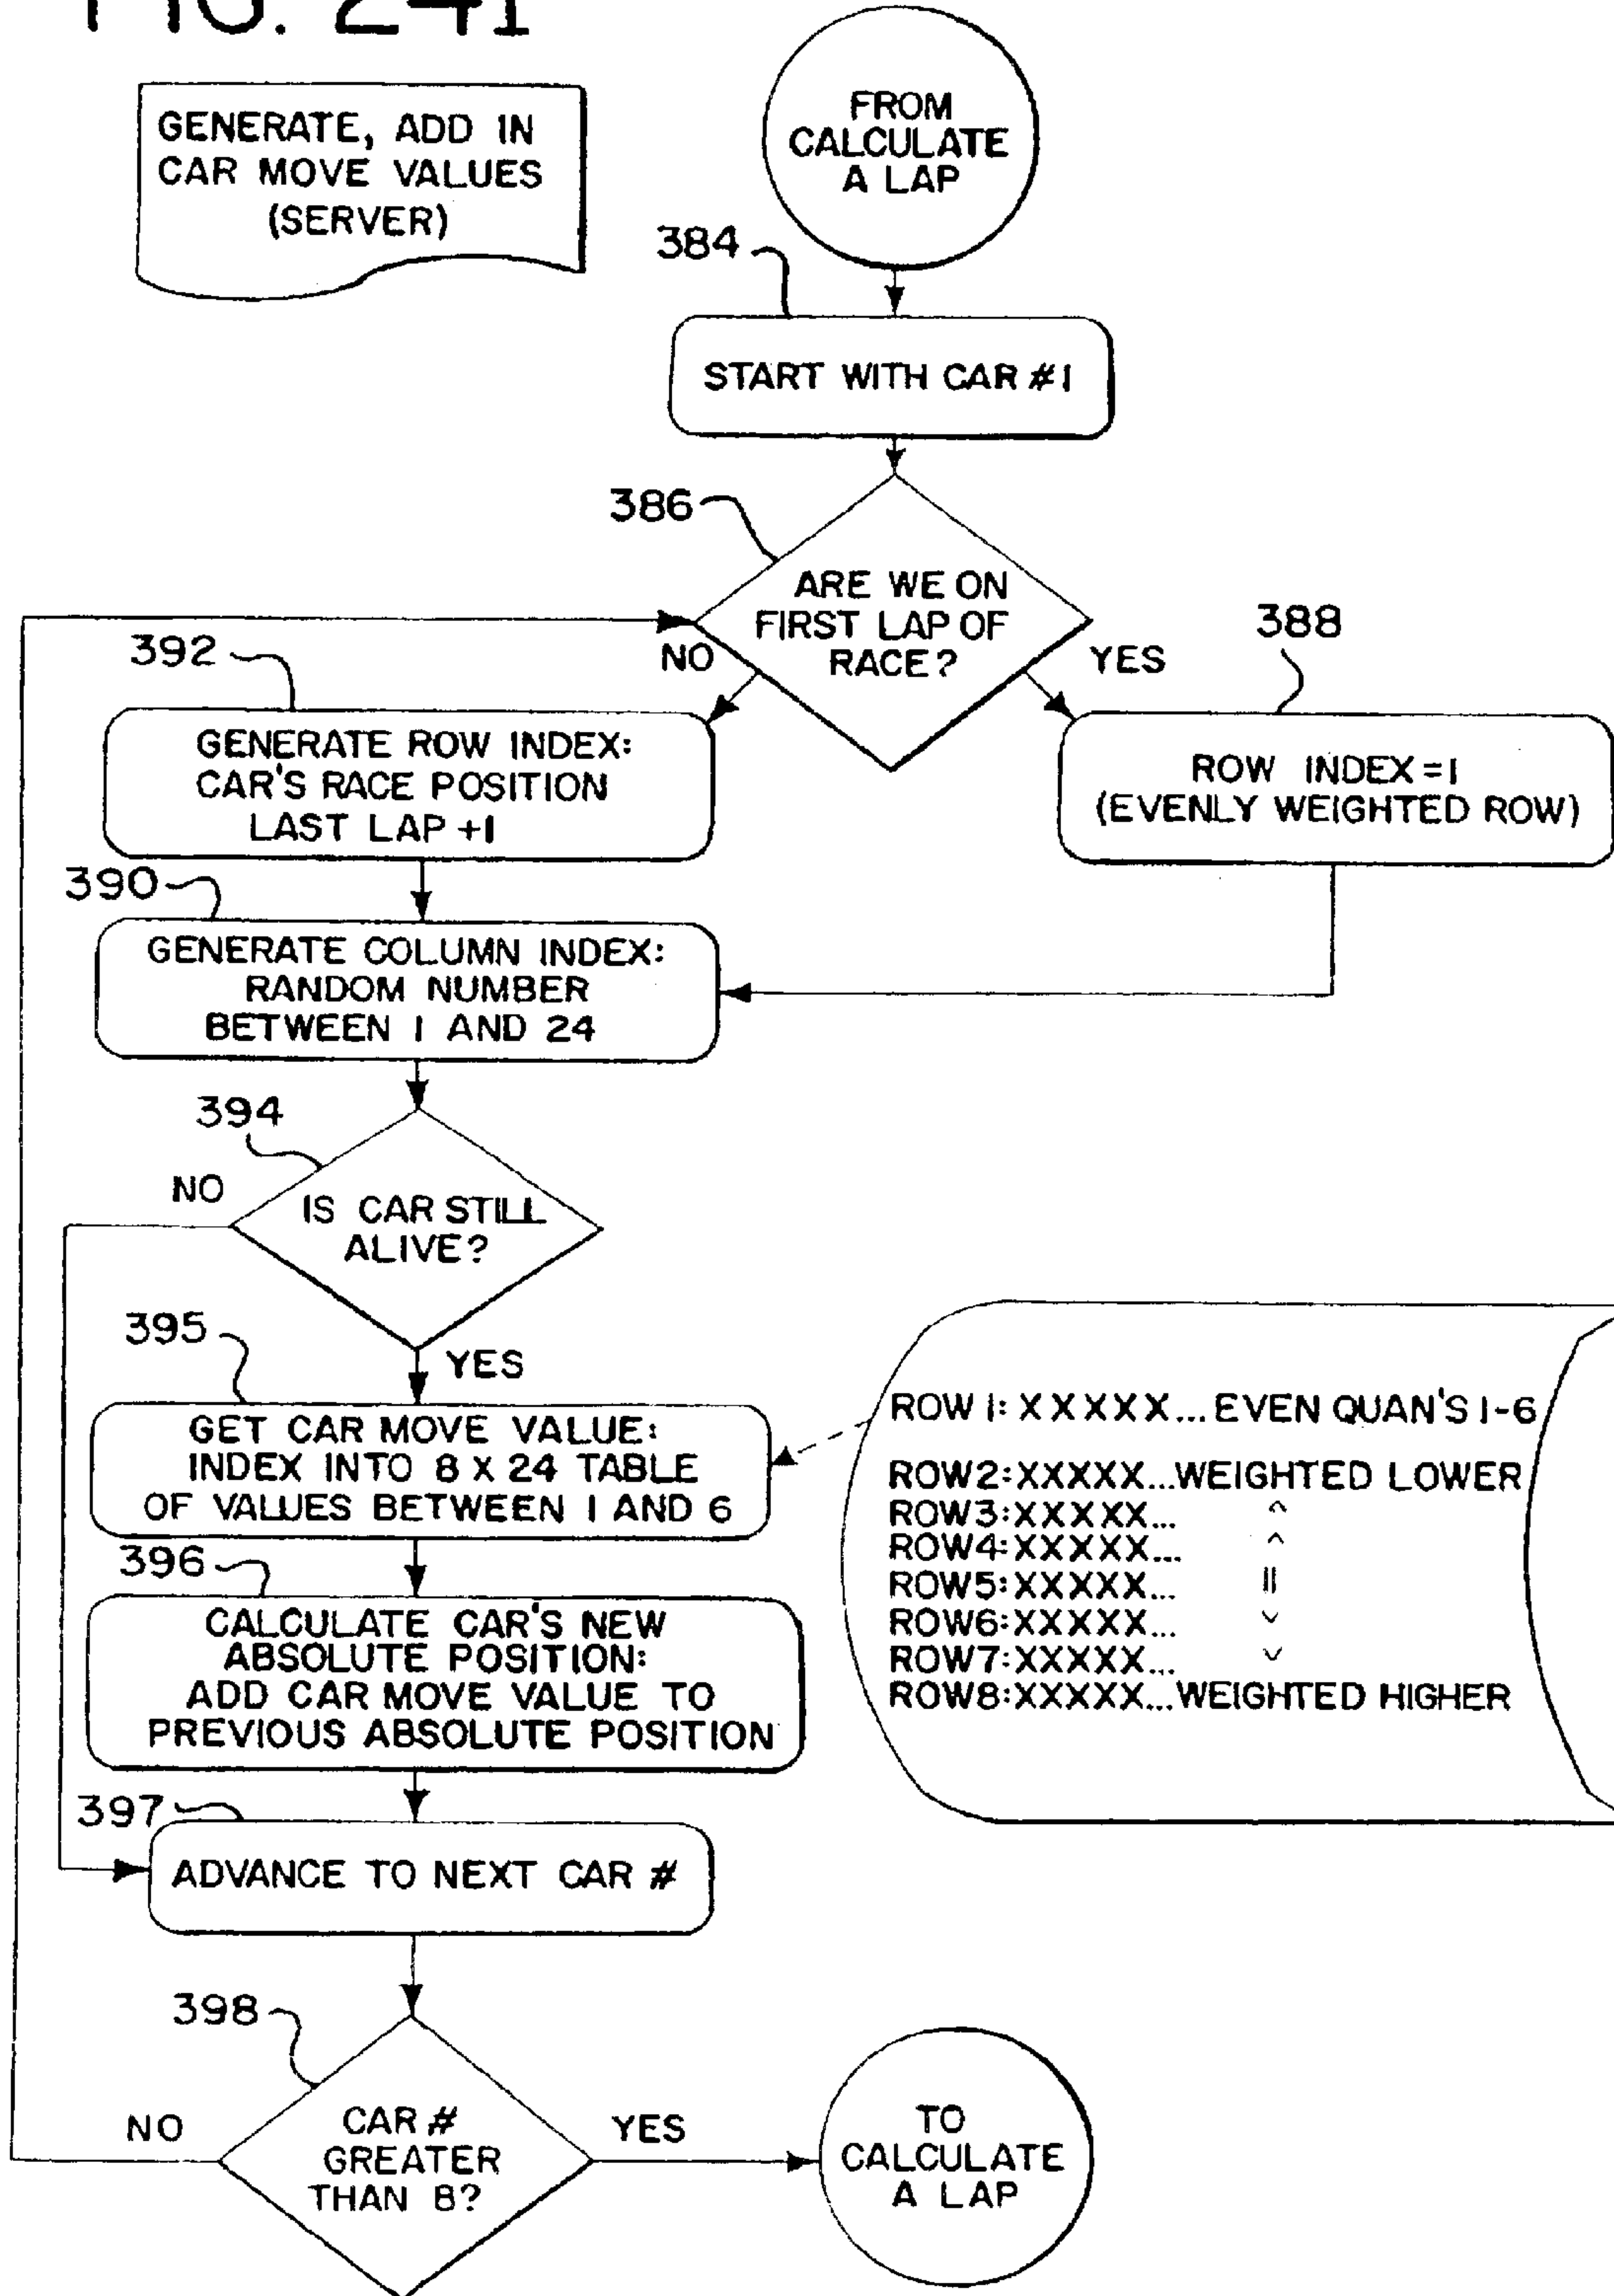 FIG. 24i
GENERATE, ADD IN
CAR MOVE VALUES
(SERVER)
FROM
CALCULATE
A LAP
384
START WITH CAR #1
386
ARE WE ON
FIRST LAP OF
RACE?
NO
YES
388
ROW INDEX=1
(EVENLY WEIGHTED ROW)
392
GENERATE ROW INDEX:
CAR'S RACE POSITION
LAST LAP +1
390
GENERATE COLUMN INDEX:
RANDOM NUMBER
BETWEEN 1 AND 24
394
NO
IS CAR STILL
ALIVE?
YES
395
GET CAR MOVE VALUE:
INDEX INTO 8 X 24 TABLE
OF VALUES BETWEEN 1 AND 6
ROW 1: XXXXX...EVEN QUAN'S 1-6
ROW2:XXXXX...WEIGHTED LOWER
ROW3:XXXXX... ^
ROW4:XXXXX... ^
ROW5:XXXXX... ||
ROW6:XXXXX... v
ROW7:XXXXX... v
ROW8:XXXXX...WEIGHTED HIGHER
396
CALCULATE CAR'S NEW
ABSOLUTE POSITION:
ADD CAR MOVE VALUE TO
PREVIOUS ABSOLUTE POSITION
397
ADVANCE TO NEXT CAR #
398
NO
CAR #
GREATER
THAN 8?
YES
TO
CALCULATE
A LAP